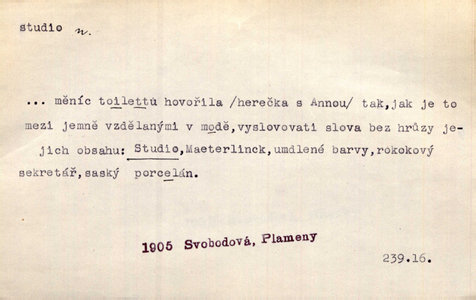 studio n.
... měníc toilettu hovořila /herečka s Annou/ tak,jak je to
mezi jemně vzdělanými v modě,vyslovovati slova bez hrůzy je-
jich obsahu: Studio,Maeterlinck,umdlené barvy,rokokový
sekretář,saský porcelán.
1905 Svobodová, Plameny
239.16.